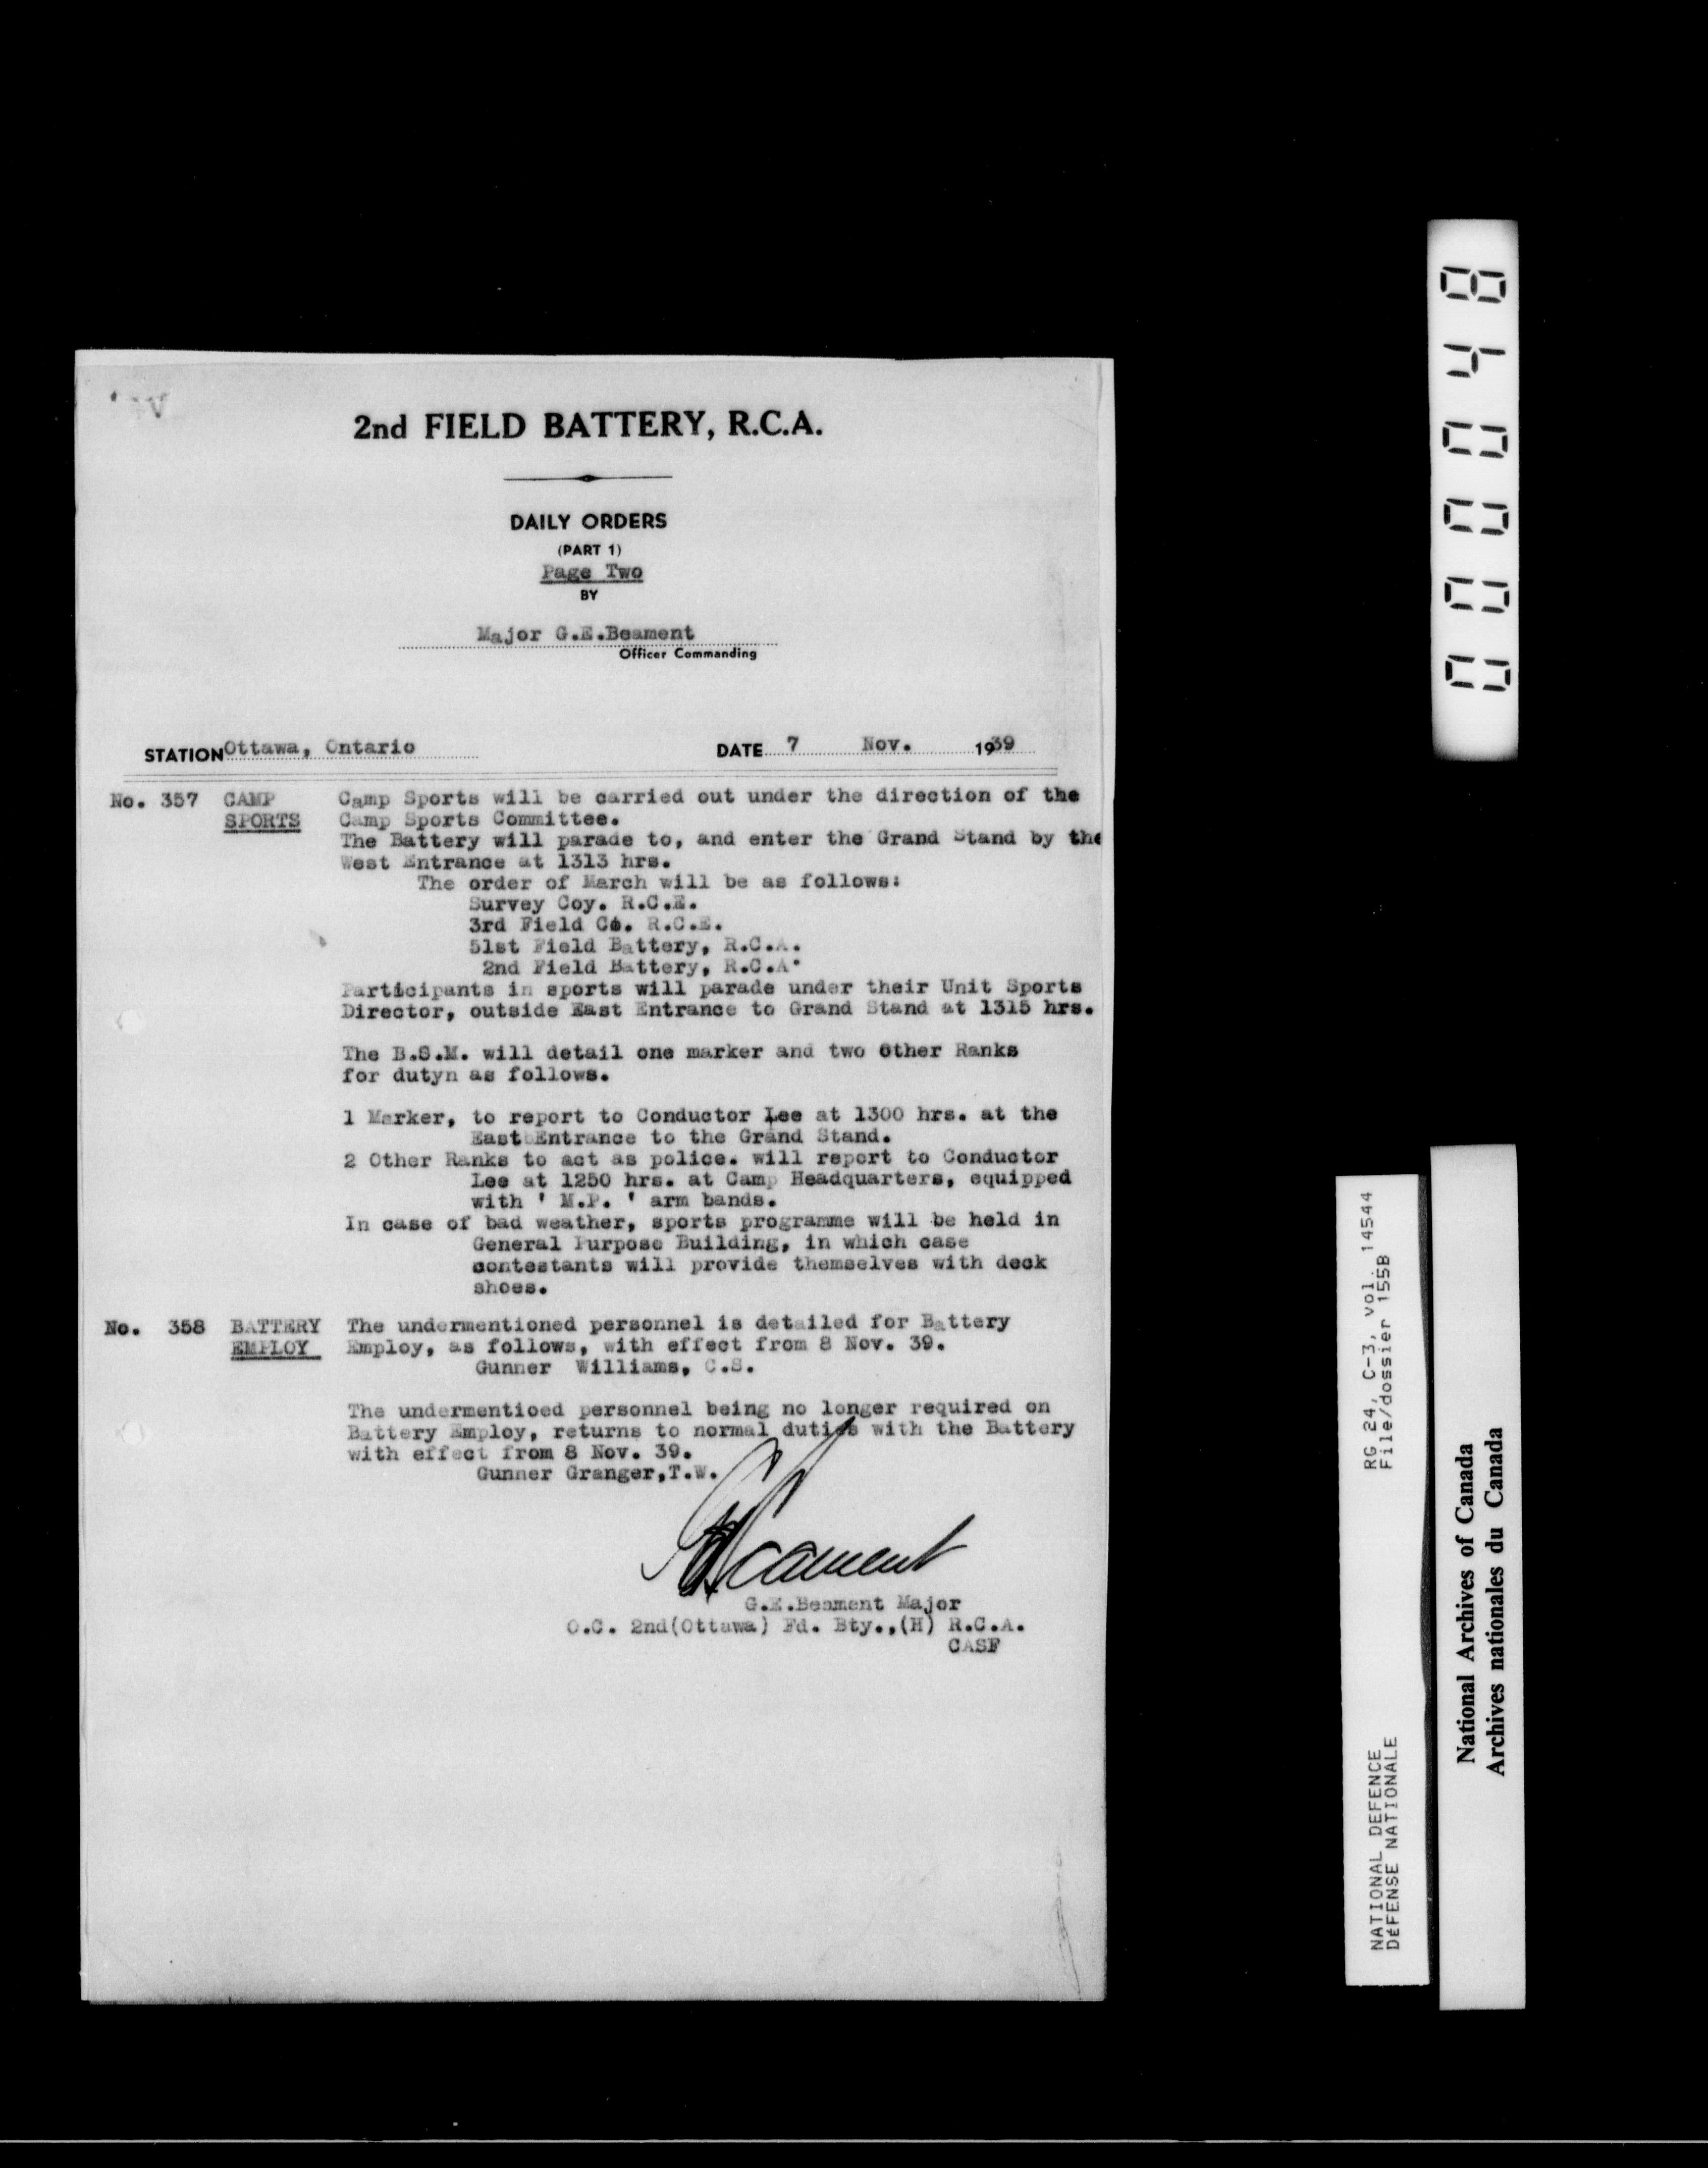 2nd FIELD BATTERY, R.C.A.
DAILY ORDERS
(PART 1)
Page Two
BY
Major G.E.Beament
Officer Commanding
STATION Ottawa, Ontario DATE 7 Nov. 1939
No. 357 CAMP Camp Sports will be carried out under the direction of the
SPORTS Camp Sports Committee.
The Battery will parade to, and enter the Grand Stand by the
West Entrance at 1313 hrs.
The order of March will be as follows:
Survey Coy. R.C.E.
3rd Field Co. R.C.E.
51st Field Battery, R.C.A.
2nd Field Battery, R.C.A.
Participants in sports will parade under their Unit Sports
Director, outside East Entrance to Grand Stand at 1315 hrs.
The B.S.M. will detail one marker and two Other Ranks
for dutyn as follows.
1 Marker, to report to Conductor Lee at 1300 hrs. at the
East Entrance to the Grand Stand.
2 Other Ranks to act as police. will report to Conductor
Lee at 1250 hrs. at Camp Headquarters, equipped
with ' M.P. ' arm bands.
In case of bad weather, sports programme will be held in
General Purpose Building, in which case
contestants will provide themselves with deck
shoes.
No. 358 BATTERY The undermentioned personnel is detailed for Battery
EMPLOY Employ, as follows, with effect from 8 Nov. 39.
Gunner Williams, C.S.
The undermentioed personnel being no longer required on
Battery Employ, returns to normal duties with the Battery
with effect from 8 Nov. 39.
Gunner Granger,T.W.
GEBeament
G.E.Beament Major
O.C. 2nd(Ottawa) Fd. Bty.,(H) R.C.A.
CASF
000048
RG 24, C-3, vol. 14544
File/dossier 155B
NATIONAL DEFENCE
DÉFENSE NATIONALE
National Archives of Canada
Archives nationales du Canada